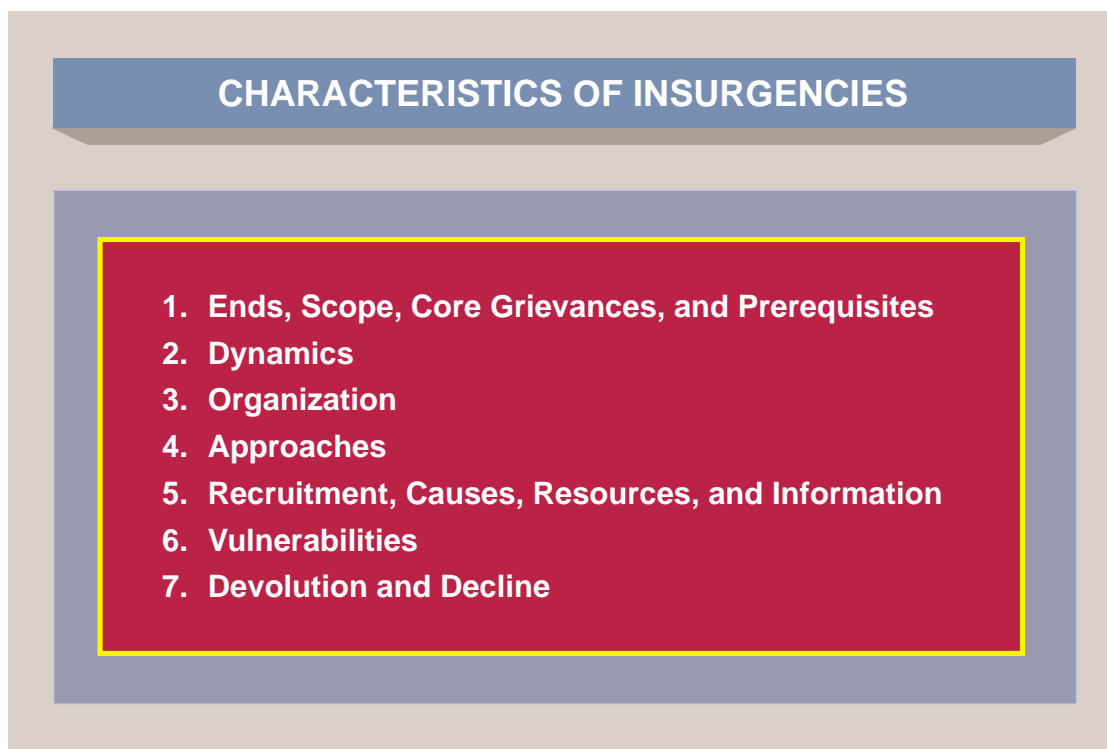 CHARACTERISTICS OF INSURGENCIES
1. Ends, Scope, Core Grievances, and Prerequisites
2. Dynamics
3. Organization
4. Approaches
5. Recruitment, Causes, Resources, and Information
6. Vulnerabilities
7. Devolution and Decline